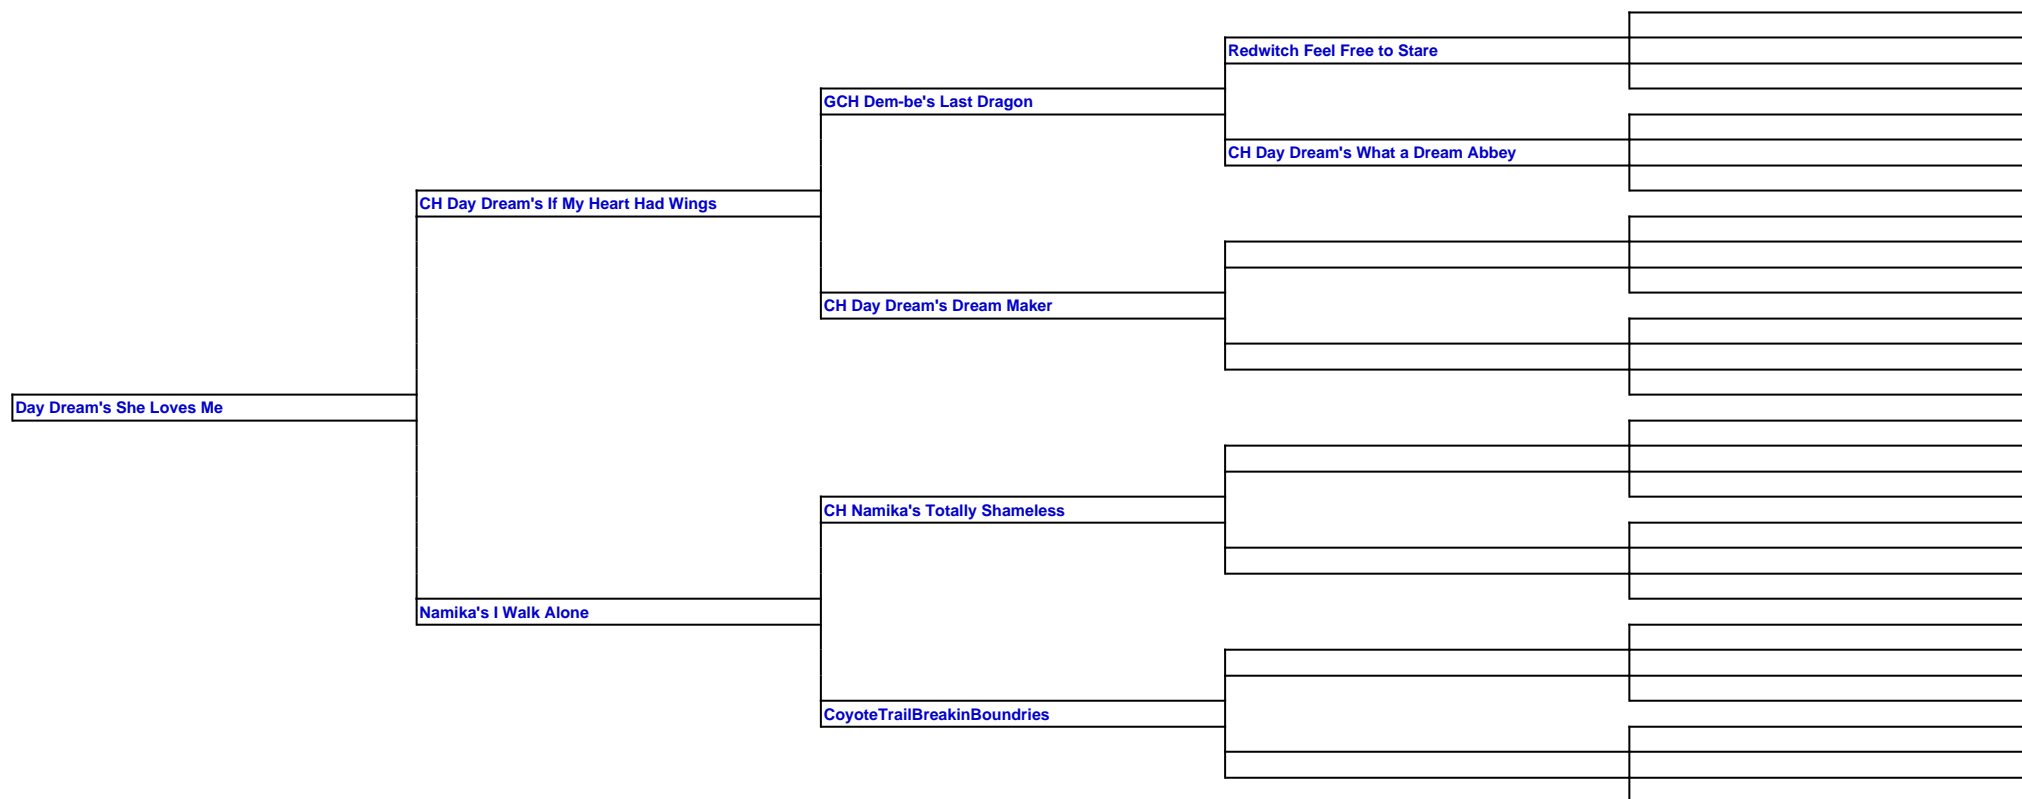 Redwitch Feel Free to Stare
GCH Dem-be's Last Dragon
CH Day Dream's What a Dream Abbey
CH Day Dream's If My Heart Had Wings
CH Day Dream's Dream Maker
Day Dream's She Loves Me
CH Namika's Totally Shameless
Namika's I Walk Alone
CoyoteTrailBreakinBoundries